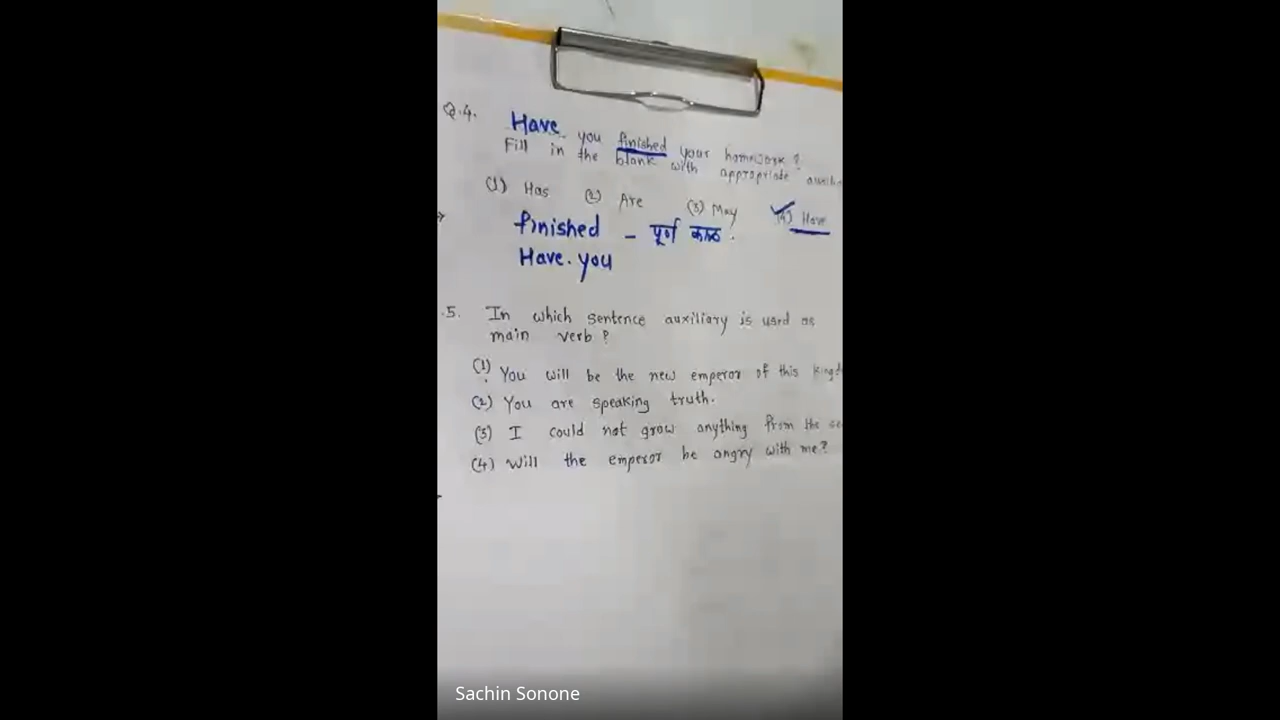 Q.4. Have you finished your homework?
Fill in the blank with appropriate
(1) Has (2) Are (3) May (4) Have
finished - पूर्ण काळ.
Have. you
.5. In which sentence auxiliary is used as
main verb?
(1) You will be the new emperor of this
(2) You are speaking truth.
(3) I could not grow anything from the
(4) Will the emperor be angry with me?
Sachin Sonone